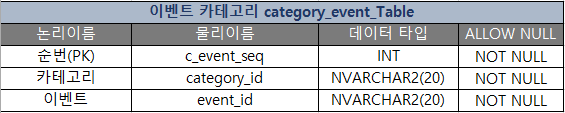 이벤트 카테고리 category_event_Table
논리이름 물리이름 데이터 타입 ALLOW NULL
순번(PK) c_event_seq INT NOT NULL
카테고리 category_id NVARCHAR2(20) NOT NULL
이벤트 event_id NVARCHAR2(20) NOT NULL